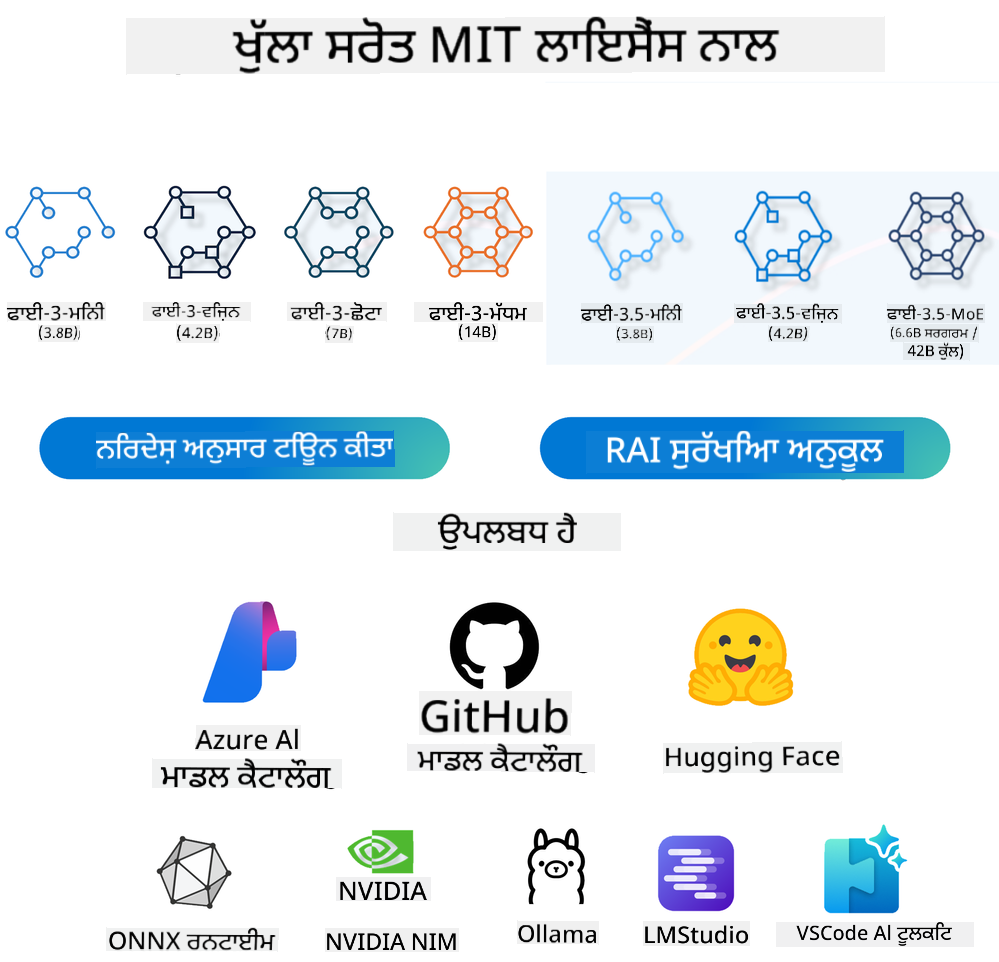 ਖੁੱਲਾ ਸਰੋਤ MIT ਲਾਇਸੈਂਸ ਨਾਲ
ਫਾਈ-3-ਮਿਨੀ
(3.8B)
ਫਾਈ-3-ਵਿਜ਼ਨ
(4.2B)
ਫਾਈ-3-ਛੋਟਾ
(7B)
ਫਾਈ-3-ਮੱਧਮ
(14B)
ਫਾਈ-3.5-ਮਿਨੀ
(3.8B)
ਫਾਈ-3.5-ਵਿਜ਼ਨ
(4.2B)
ਫਾਈ-3.5-MoE
(6.6B ਸਰਗਰਮ /
42B ਕੁੱਲ)
ਨਿਰਦੇਸ਼ ਅਨੁਸਾਰ ਟਿਊਨ ਕੀਤਾ
RAI ਸੁਰੱਖਿਆ ਅਨੁਕੂਲ
ਉਪਲਬਧ ਹੈ
Azure AI
ਮਾਡਲ ਕੈਟਾਲੌਗ
GitHub
ਮਾਡਲ ਕੈਟਾਲੌਗ
Hugging Face
ONNX ਰਨਟਾਈਮ
NVIDIA
NVIDIA NIM
Ollama
LMStudio
VSCode AI ਟੂਲਕਿਟ